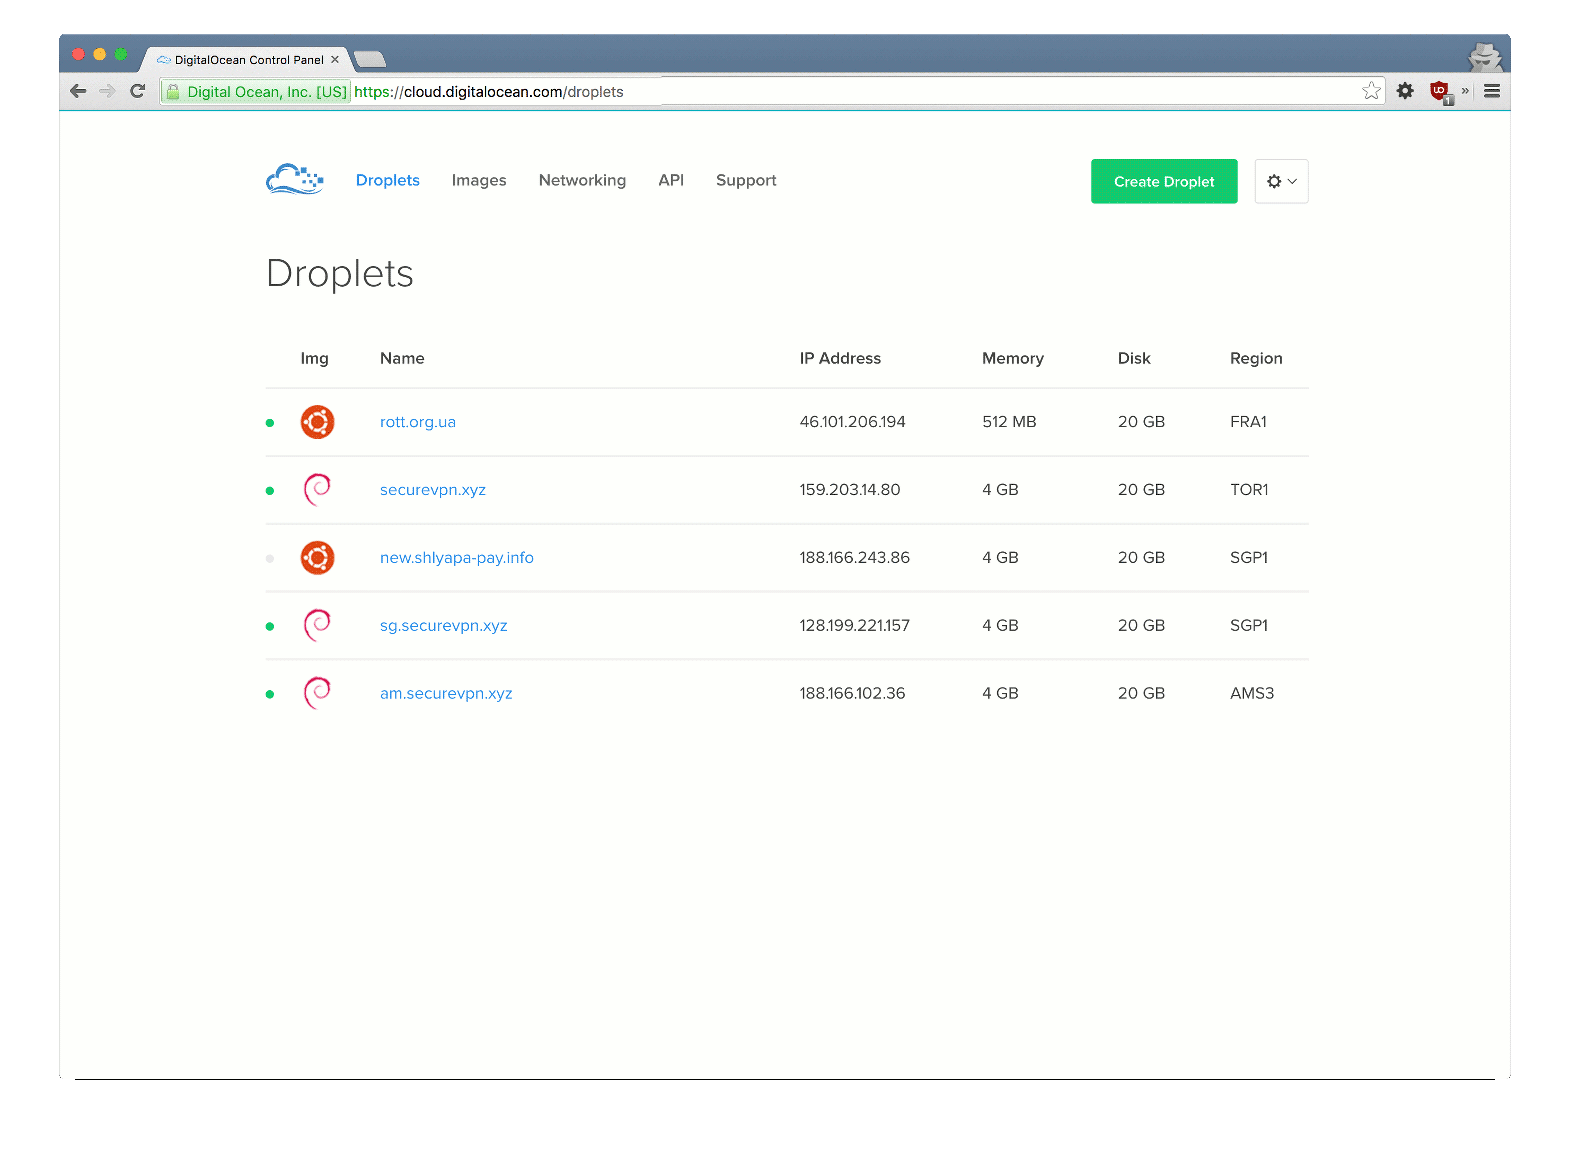 DigitalOcean Control Panel ×
Digital Ocean, Inc. [US] https://cloud.digitalocean.com/droplets
Droplets Images Networking API Support Create Droplet
Droplets
Img Name IP Address Memory Disk Region
rott.org.ua 46.101.206.194 512 MB 20 GB FRA1
securevpn.xyz 159.203.14.80 4 GB 20 GB TOR1
new.shlyapa-pay.info 188.166.243.86 4 GB 20 GB SGP1
sg.securevpn.xyz 128.199.221.157 4 GB 20 GB SGP1
am.securevpn.xyz 188.166.102.36 4 GB 20 GB AMS3